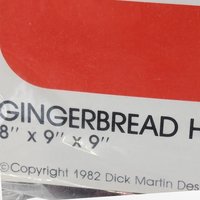 GINGERBREAD H
8" x 9" x 9"
©Copyright 1982 Dick Martin Des